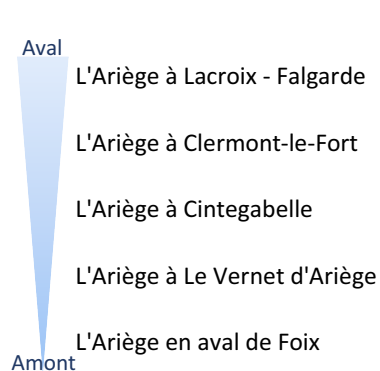 Aval
L'Ariège à Lacroix - Falgarde
L'Ariège à Clermont-le-Fort
L'Ariège à Cintegabelle
L'Ariège à Le Vernet d'Ariège
L'Ariège en aval de Foix
Amont